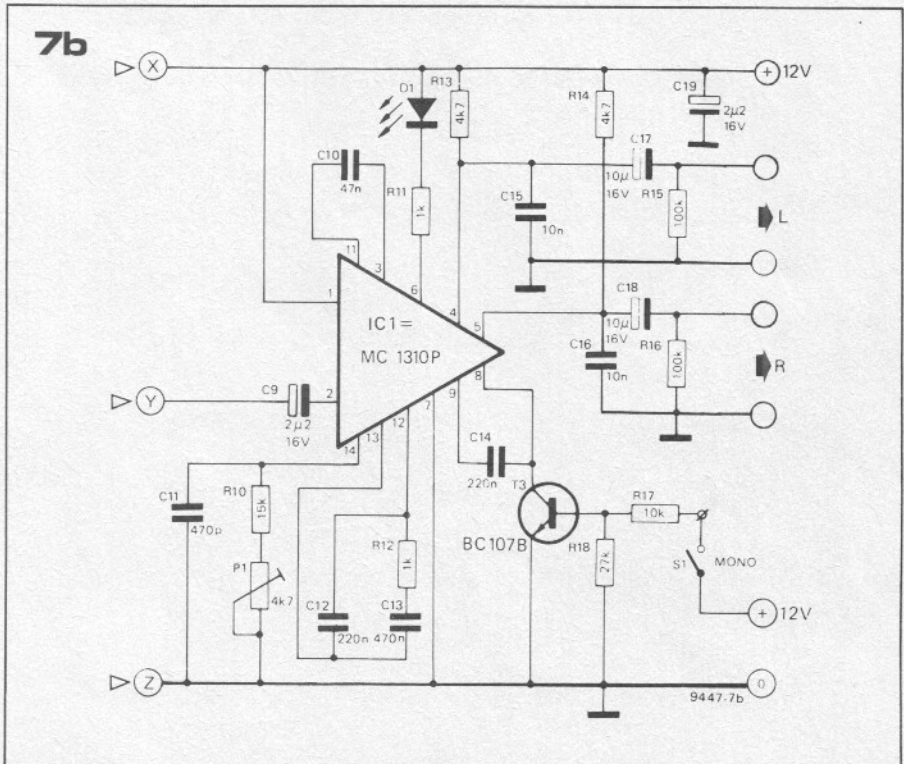 7b
X
12V
D1
R13
4k7
R14
4k7
C19
2µ2
16V
C10
47n
R11
1k
C17
10µ
16V
R15
100k
C15
10n
L
11
3
6
1
4
5
IC1 =
MC 1310P
C18
10µ
16V
R16
100k
C16
10n
R
Y
C9
2µ2
16V
2
8
9
7
12
13
14
C14
220n
T3
BC107B
R17
10k
R18
27k
S1
MONO
12V
C11
470p
R10
15k
P1
4k7
R12
1k
C12
220n
C13
470n
Z
0
9447-7b